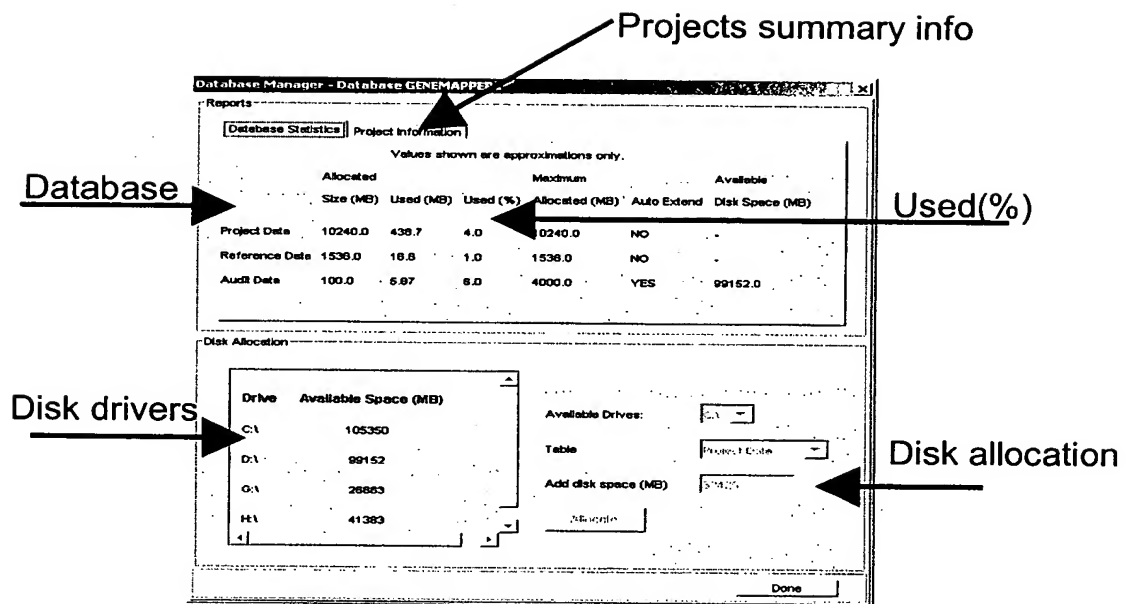 Projects summary info
Database Manager - Database GENEMAPPER
Reports
Database Statistics Project Information
Values shown are approximations only.
Allocated Maximum Available
Database
Size (MB) Used (MB) Used (%) Allocated (MB) Auto Extend Disk Space (MB)
Used(%)
Project Data 10240.0 438.7 4.0 10240.0 NO -
Reference Data 1536.0 16.8 1.0 1536.0 NO -
Audit Data 100.0 5.87 6.0 4000.0 YES 99152.0
Disk Allocation
Drive Available Space (MB)
Disk drivers
Available Drives:
C:\ 105350
Table Project Data
D:\ 99152
Disk allocation
Add disk space (MB)
G:\ 26863
Allocate
H:\ 41383
Done